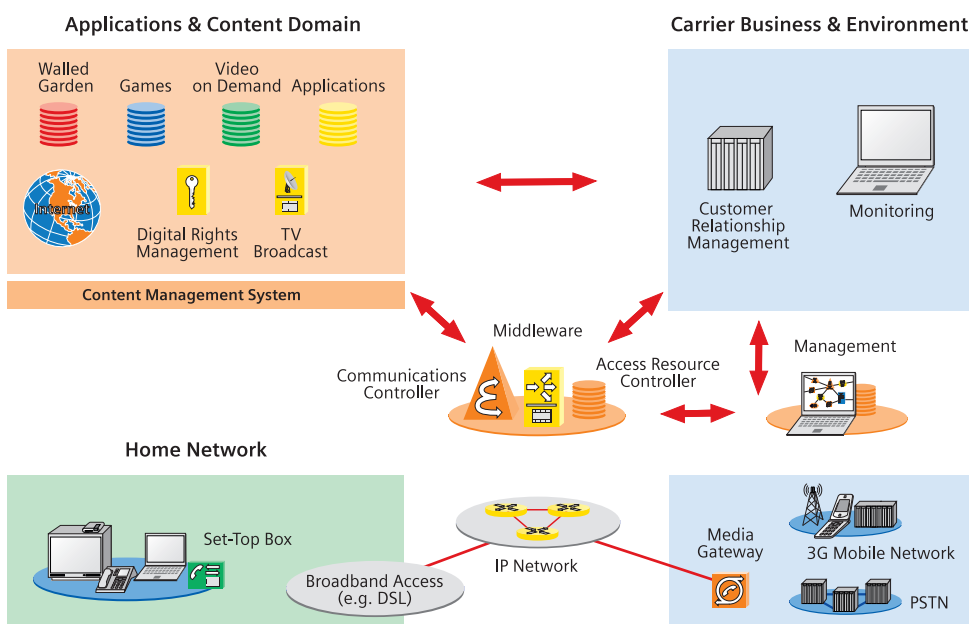 Applications & Content Domain
Carrier Business & Environment
Walled
Garden
Games
Video
on Demand
Applications
Internet
Digital Rights
Management
TV
Broadcast
Customer
Relationship
Management
Monitoring
Content Management System
Middleware
Communications
Controller
Access Resource
Controller
Management
Home Network
Set-Top Box
Broadband Access
(e.g. DSL)
IP Network
Media
Gateway
3G Mobile Network
PSTN